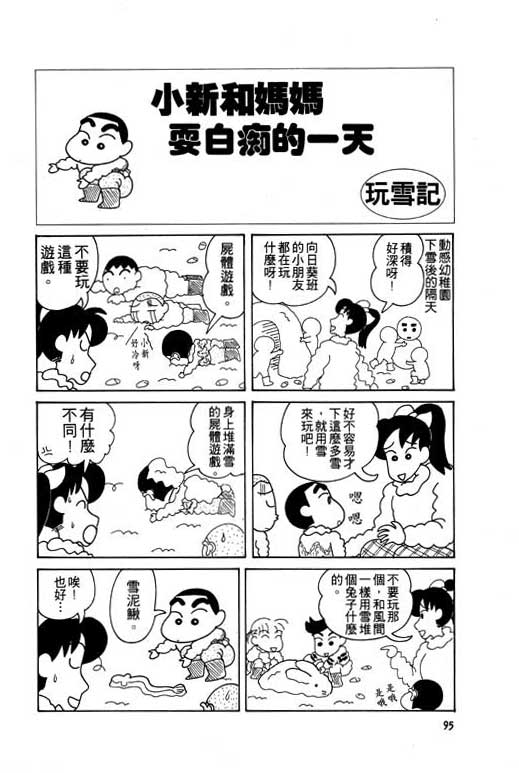 小新和媽媽
耍白痴的一天
玩雪記
動感幼稚園
下雪後的隔天
積得
好深呀！
向日葵班
的小朋友
都在玩
什麼呀！
屍體遊戲。
小新
好冷呀
不要玩
這種
遊戲！
好不容易才
下這麼多雪
，就用雪
來玩吧！
嗯
嗯
身上堆滿雪
的屍體遊戲。
有什麼
不同！
不要玩那
個，和風間
一樣用雪堆
個兔子什麼
的。
是哦
是哦
雪泥鰍。
唉！
也好…
95